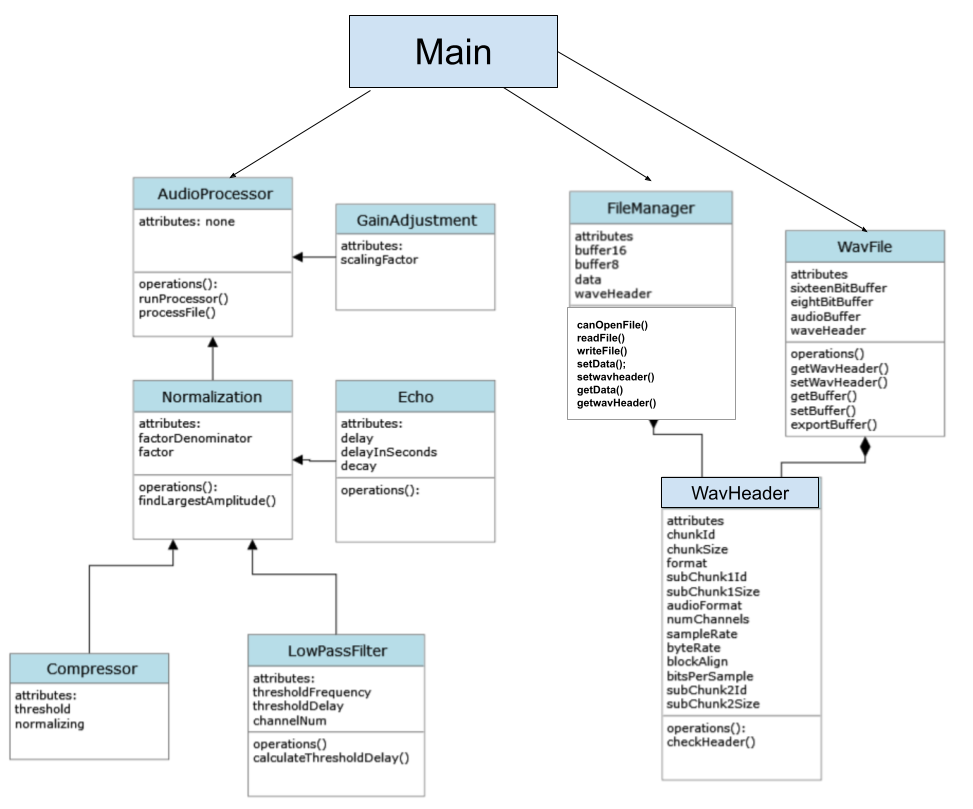 Main
AudioProcessor
attributes: none
operations():
runProcessor()
processFile()
GainAdjustment
attributes:
scalingFactor
FileManager
attributes
buffer16
buffer8
data
waveHeader
canOpenFile()
readFile()
writeFile()
setData();
setwavheader()
getData()
getwavHeader()
WavFile
attributes
sixteenBitBuffer
eightBitBuffer
audioBuffer
waveHeader
operations()
getWavHeader()
setWavHeader()
getBuffer()
setBuffer()
exportBuffer()
Normalization
attributes:
factorDenominator
factor
operations():
findLargestAmplitude()
Echo
attributes:
delay
delayInSeconds
decay
operations():
WavHeader
attributes
chunkId
chunkSize
format
subChunk1Id
subChunk1Size
audioFormat
numChannels
sampleRate
byteRate
blockAlign
bitsPerSample
subChunk2Id
subChunk2Size
operations():
checkHeader()
Compressor
attributes:
threshold
normalizing
LowPassFilter
attributes:
thresholdFrequency
thresholdDelay
channelNum
operations()
calculateThresholdDelay()